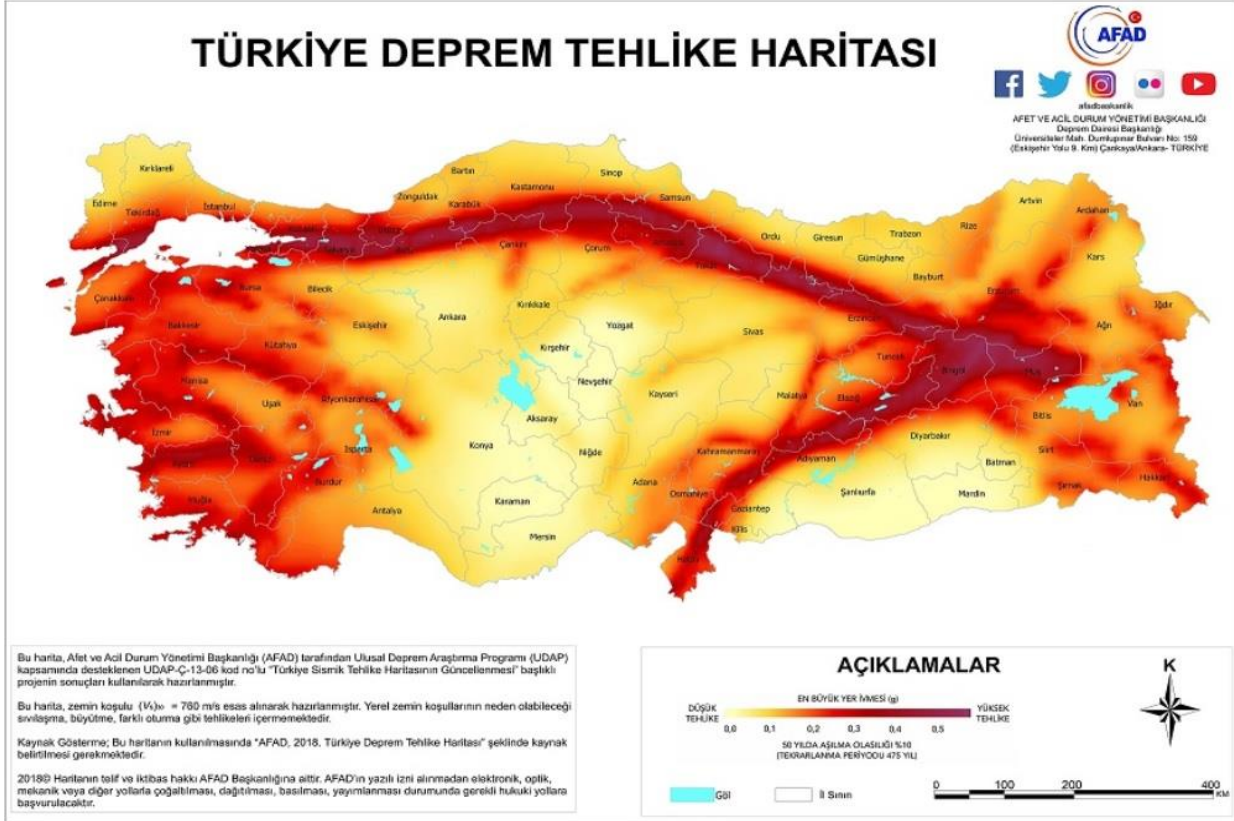 TÜRKİYE DEPREM TEHLİKE HARİTASI
AFAD
afadbaskanlik
AFET VE ACİL DURUM YÖNETİMİ BAŞKANLIĞI
Deprem Dairesi Başkanlığı
Üniversiteler Mah. Dumlupınar Bulvarı No: 159
(Eskişehir Yolu 9. Km) Çankaya/Ankara- TÜRKİYE
Kırklareli
Edirne
Tekirdağ
İstanbul
Zonguldak
Bartın
Karabük
Kastamonu
Sinop
Samsun
Çankırı
Çorum
Ordu
Giresun
Trabzon
Gümüşhane
Bayburt
Rize
Artvin
Ardahan
Kars
Iğdır
Ağrı
Çanakkale
Bursa
Bilecik
Balıkesir
Kütahya
Eskişehir
Ankara
Kırıkkale
Yozgat
Kırşehir
Nevşehir
Sivas
Tunceli
Bingöl
Muş
Van
Bitlis
Manisa
Uşak
Afyonkarahisar
Aksaray
Kayseri
Malatya
Elazığ
Diyarbakır
Siirt
İzmir
Isparta
Konya
Niğde
Kahramanmaraş
Adıyaman
Batman
Şırnak
Hakkari
Burdur
Muğla
Antalya
Karaman
Mersin
Adana
Osmaniye
Gaziantep
Kilis
Şanlıurfa
Mardin
Hatay
Bu harita, Afet ve Acil Durum Yönetimi Başkanlığı (AFAD) tarafından Ulusal Deprem Araştırma Programı (UDAP)
kapsamında desteklenen UDAP-Ç-13-06 kod no'lu "Türkiye Sismik Tehlike Haritasının Güncellenmesi" başlıklı
projenin sonuçları kullanılarak hazırlanmıştır.
Bu harita, zemin koşulu (Vs)30 = 760 m/s esas alınarak hazırlanmıştır. Yerel zemin koşullarının neden olabileceği
sıvılaşma, büyütme, farklı oturma gibi tehlikeleri içermemektedir.
Kaynak Gösterme; Bu haritanın kullanılmasında "AFAD, 2018. Türkiye Deprem Tehlike Haritası" şeklinde kaynak
belirtilmesi gerekmektedir.
2018© Haritanın telif ve iktibas hakkı AFAD Başkanlığına aittir. AFAD'ın yazılı izni alınmadan elektronik, optik,
mekanik veya diğer yollarla çoğaltılması, dağıtılması, basılması, yayımlanması durumunda gerekli hukuki yollara
başvurulacaktır.
AÇIKLAMALAR
EN BÜYÜK YER İVMESİ (g)
DÜŞÜK
TEHLİKE
YÜKSEK
TEHLİKE
0,0 0,1 0,2 0,3 0,4 0,5
50 YILDA AŞILMA OLASILIĞI %10
(TEKRARLANMA PERİYODU 475 YIL)
Göl
İl Sınırı
K
0 100 200 400
KM